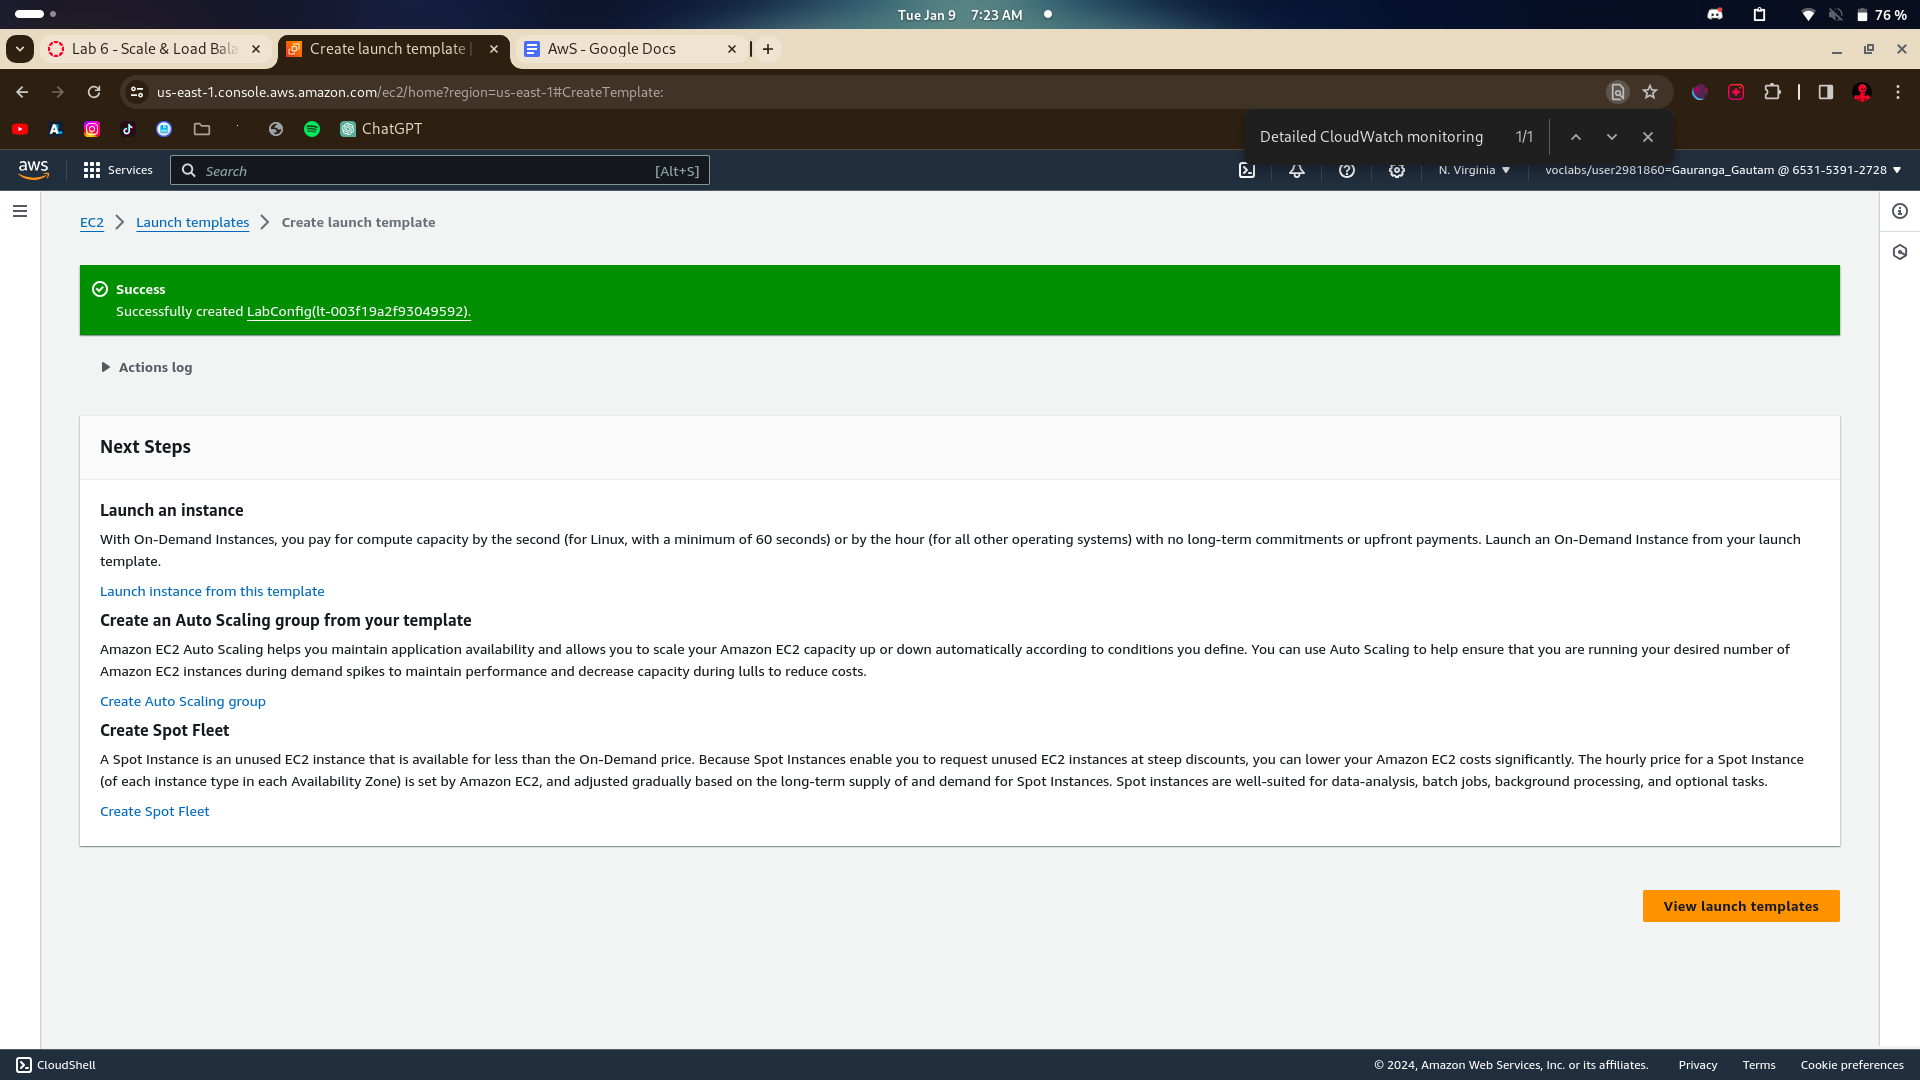 Tue Jan 9 7:23 AM
76 %
Lab 6 - Scale & Load Bala
Create launch template |
AwS - Google Docs
us-east-1.console.aws.amazon.com/ec2/home?region=us-east-1#CreateTemplate:
ChatGPT
Detailed CloudWatch monitoring 1/1
aws
Services
Search
[Alt+S]
N. Virginia
voclabs/user2981860=Gauranga_Gautam @ 6531-5391-2728
EC2
Launch templates
Create launch template
Success
Successfully created LabConfig(lt-003f19a2f93049592).
Actions log
Next Steps
Launch an instance
With On-Demand Instances, you pay for compute capacity by the second (for Linux, with a minimum of 60 seconds) or by the hour (for all other operating systems) with no long-term commitments or upfront payments. Launch an On-Demand Instance from your launch
template.
Launch instance from this template
Create an Auto Scaling group from your template
Amazon EC2 Auto Scaling helps you maintain application availability and allows you to scale your Amazon EC2 capacity up or down automatically according to conditions you define. You can use Auto Scaling to help ensure that you are running your desired number of
Amazon EC2 instances during demand spikes to maintain performance and decrease capacity during lulls to reduce costs.
Create Auto Scaling group
Create Spot Fleet
A Spot Instance is an unused EC2 instance that is available for less than the On-Demand price. Because Spot Instances enable you to request unused EC2 instances at steep discounts, you can lower your Amazon EC2 costs significantly. The hourly price for a Spot Instance
(of each instance type in each Availability Zone) is set by Amazon EC2, and adjusted gradually based on the long-term supply of and demand for Spot Instances. Spot instances are well-suited for data-analysis, batch jobs, background processing, and optional tasks.
Create Spot Fleet
View launch templates
CloudShell
© 2024, Amazon Web Services, Inc. or its affiliates.
Privacy
Terms
Cookie preferences